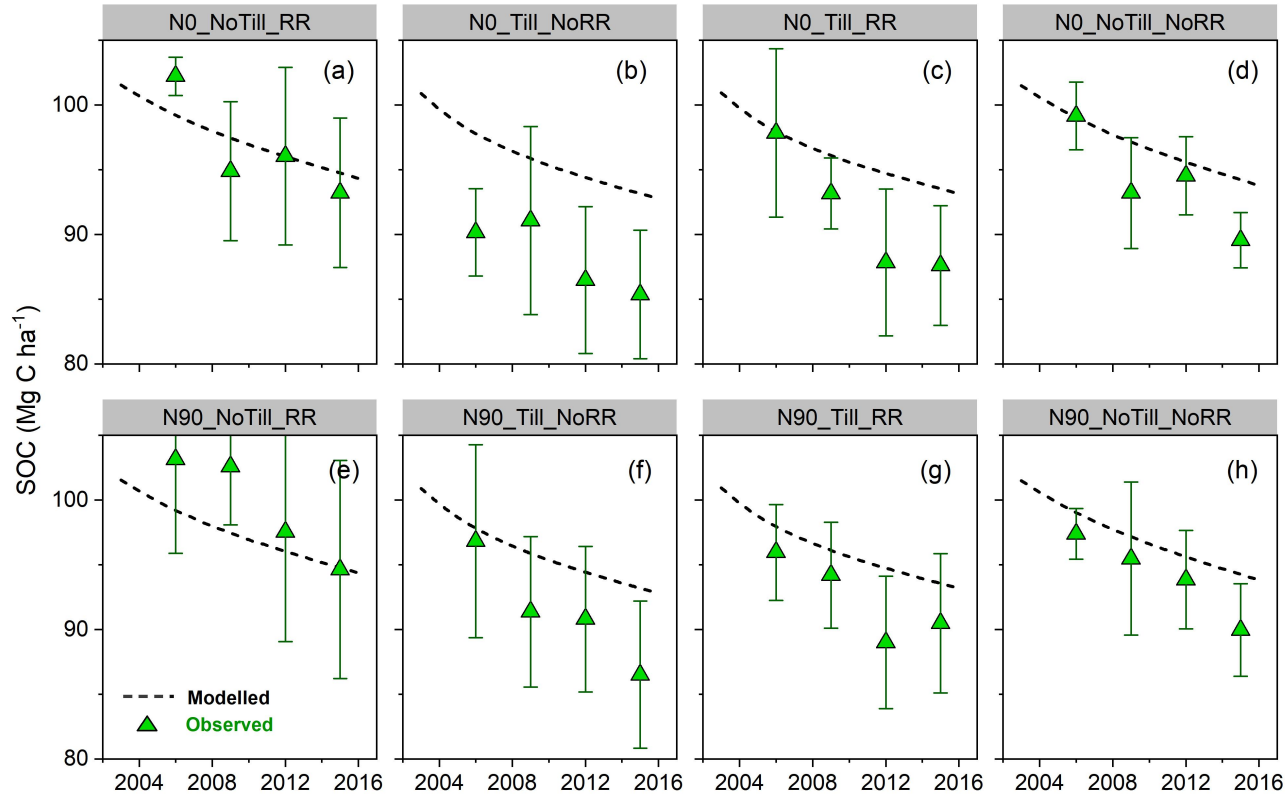 N0_NoTill_RR N0_Till_NoRR N0_Till_RR N0_NoTill_NoRR
(a) (b) (c) (d)
100
90
80
N90_NoTill_RR N90_Till_NoRR N90_Till_RR N90_NoTill_NoRR
(e) (f) (g) (h)
100
90
80
Modelled
Observed
2004 2008 2012 2016 2004 2008 2012 2016 2004 2008 2012 2016 2004 2008 2012 2016
SOC (Mg C ha⁻¹)